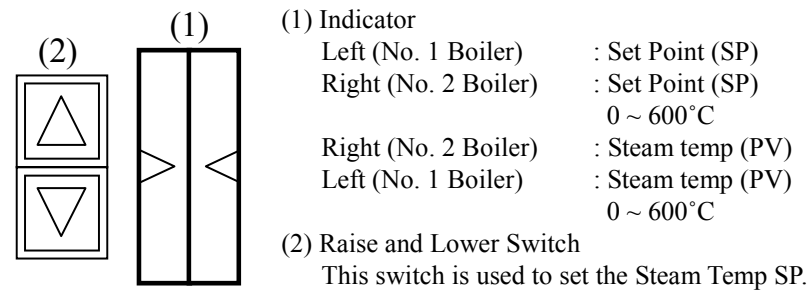 (2)
(1)
(1) Indicator
Left (No. 1 Boiler) : Set Point (SP)
Right (No. 2 Boiler) : Set Point (SP)
0 ~ 600˚C
Right (No. 2 Boiler) : Steam temp (PV)
Left (No. 1 Boiler) : Steam temp (PV)
0 ~ 600˚C
(2) Raise and Lower Switch
This switch is used to set the Steam Temp SP.